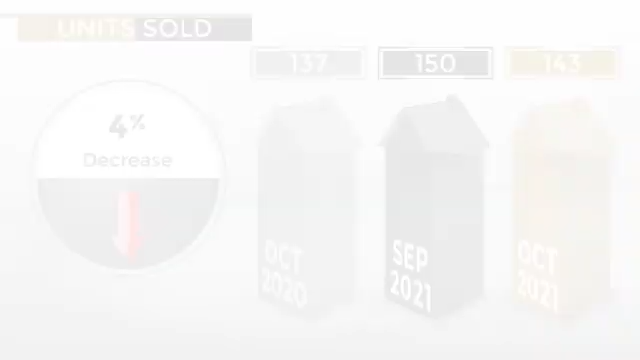 UNITS SOLD
137
150
143
4%
Decrease
OCT
2020
SEP
2021
OCT
2021